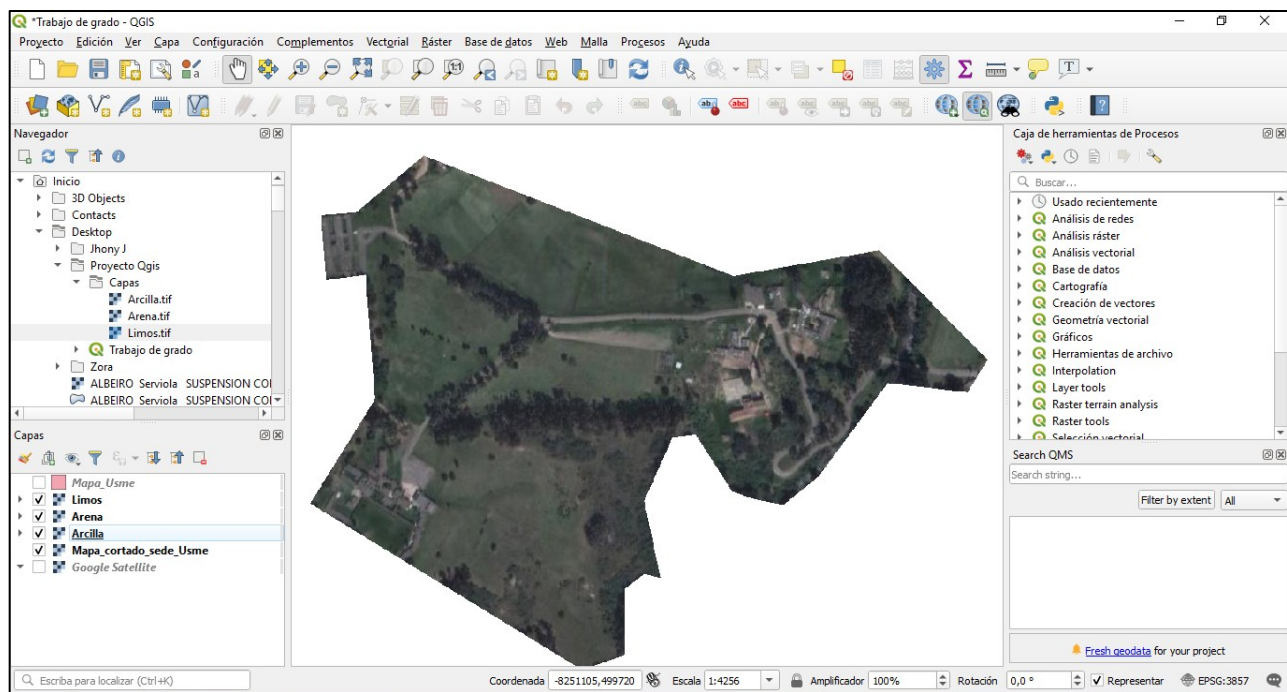 *Trabajo de grado - QGIS
Proyecto Edición Ver Capa Configuración Complementos Vectorial Ráster Base de datos Web Malla Procesos Ayuda
Navegador
Inicio
3D Objects
Contacts
Desktop
Jhony J
Proyecto Qgis
Capas
Arcilla.tif
Arena.tif
Limos.tif
Trabajo de grado
Zora
ALBEIRO_Serviola_SUSPENSION COI
ALBEIRO_Serviola_SUSPENSION COI
Capas
Mapa_Usme
Limos
Arena
Arcilla
Mapa_cortado_sede_Usme
Google Satellite
Caja de herramientas de Procesos
Buscar...
Usado recientemente
Análisis de redes
Análisis ráster
Análisis vectorial
Base de datos
Cartografía
Creación de vectores
Geometría vectorial
Gráficos
Herramientas de archivo
Interpolation
Layer tools
Raster terrain analysis
Raster tools
Selección vectorial
Search QMS
Search string...
Filter by extent All
Fresh geodata for your project
Escriba para localizar (Ctrl+K) Coordenada -8251105,499720 Escala 1:4256 Amplificador 100% Rotación 0,0 ° Representar EPSG:3857